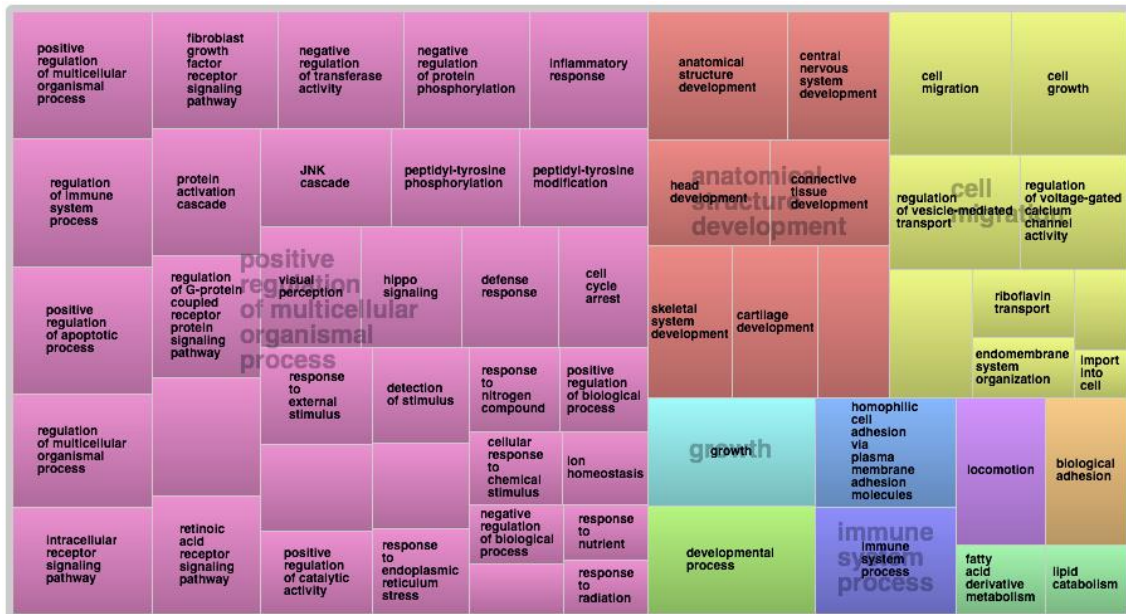 positive
regulation
of multicellular
organismal
process
fibroblast
growth
factor
receptor
signaling
pathway
negative
regulation
of transferase
activity
negative
regulation
of protein
phosphorylation
inflammatory
response
regulation
of immune
system
process
protein
activation
cascade
JNK
cascade
peptidyl-tyrosine
phosphorylation
peptidyl-tyrosine
modification
positive
regulation
of apoptotic
process
regulation
of G-protein
coupled
receptor
protein
signaling
pathway
visual
perception
hippo
signaling
defense
response
cell
cycle
arrest
positive
regulation
of multicellular
organismal
process
regulation
of multicellular
organismal
process
response
to
external
stimulus
detection
of stimulus
response
to
nitrogen
compound
positive
regulation
of biological
process
cellular
response
to
chemical
stimulus
ion
homeostasis
intracellular
receptor
signaling
pathway
retinoic
acid
receptor
signaling
pathway
positive
regulation
of catalytic
activity
response
to
endoplasmic
reticulum
stress
negative
regulation
of biological
process
response
to
nutrient
response
to
radiation
anatomical
structure
development
central
nervous
system
development
head
development
connective
tissue
development
anatomical
structure
development
skeletal
system
development
cartilage
development
cell
migration
cell
growth
regulation
of vesicle-mediated
transport
regulation
of voltage-gated
calcium
channel
activity
cell
migration
riboflavin
transport
endomembrane
system
organization
import
into
cell
growth
growth
homophilic
cell
adhesion
via
plasma
membrane
adhesion
molecules
locomotion
biological
adhesion
developmental
process
immune
system
process
immune
system
process
fatty
acid
derivative
metabolism
lipid
catabolism